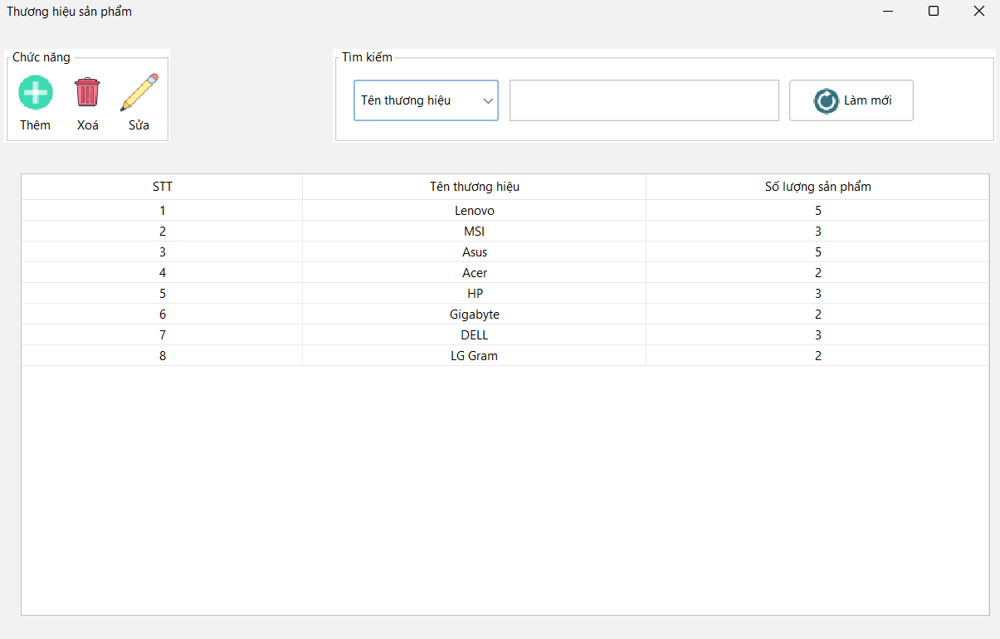 Thương hiệu sản phẩm
Chức năng
Thêm Xoá Sửa
Tìm kiếm
Tên thương hiệu Làm mới
STT Tên thương hiệu Số lượng sản phẩm
1 Lenovo 5
2 MSI 3
3 Asus 5
4 Acer 2
5 HP 3
6 Gigabyte 2
7 DELL 3
8 LG Gram 2